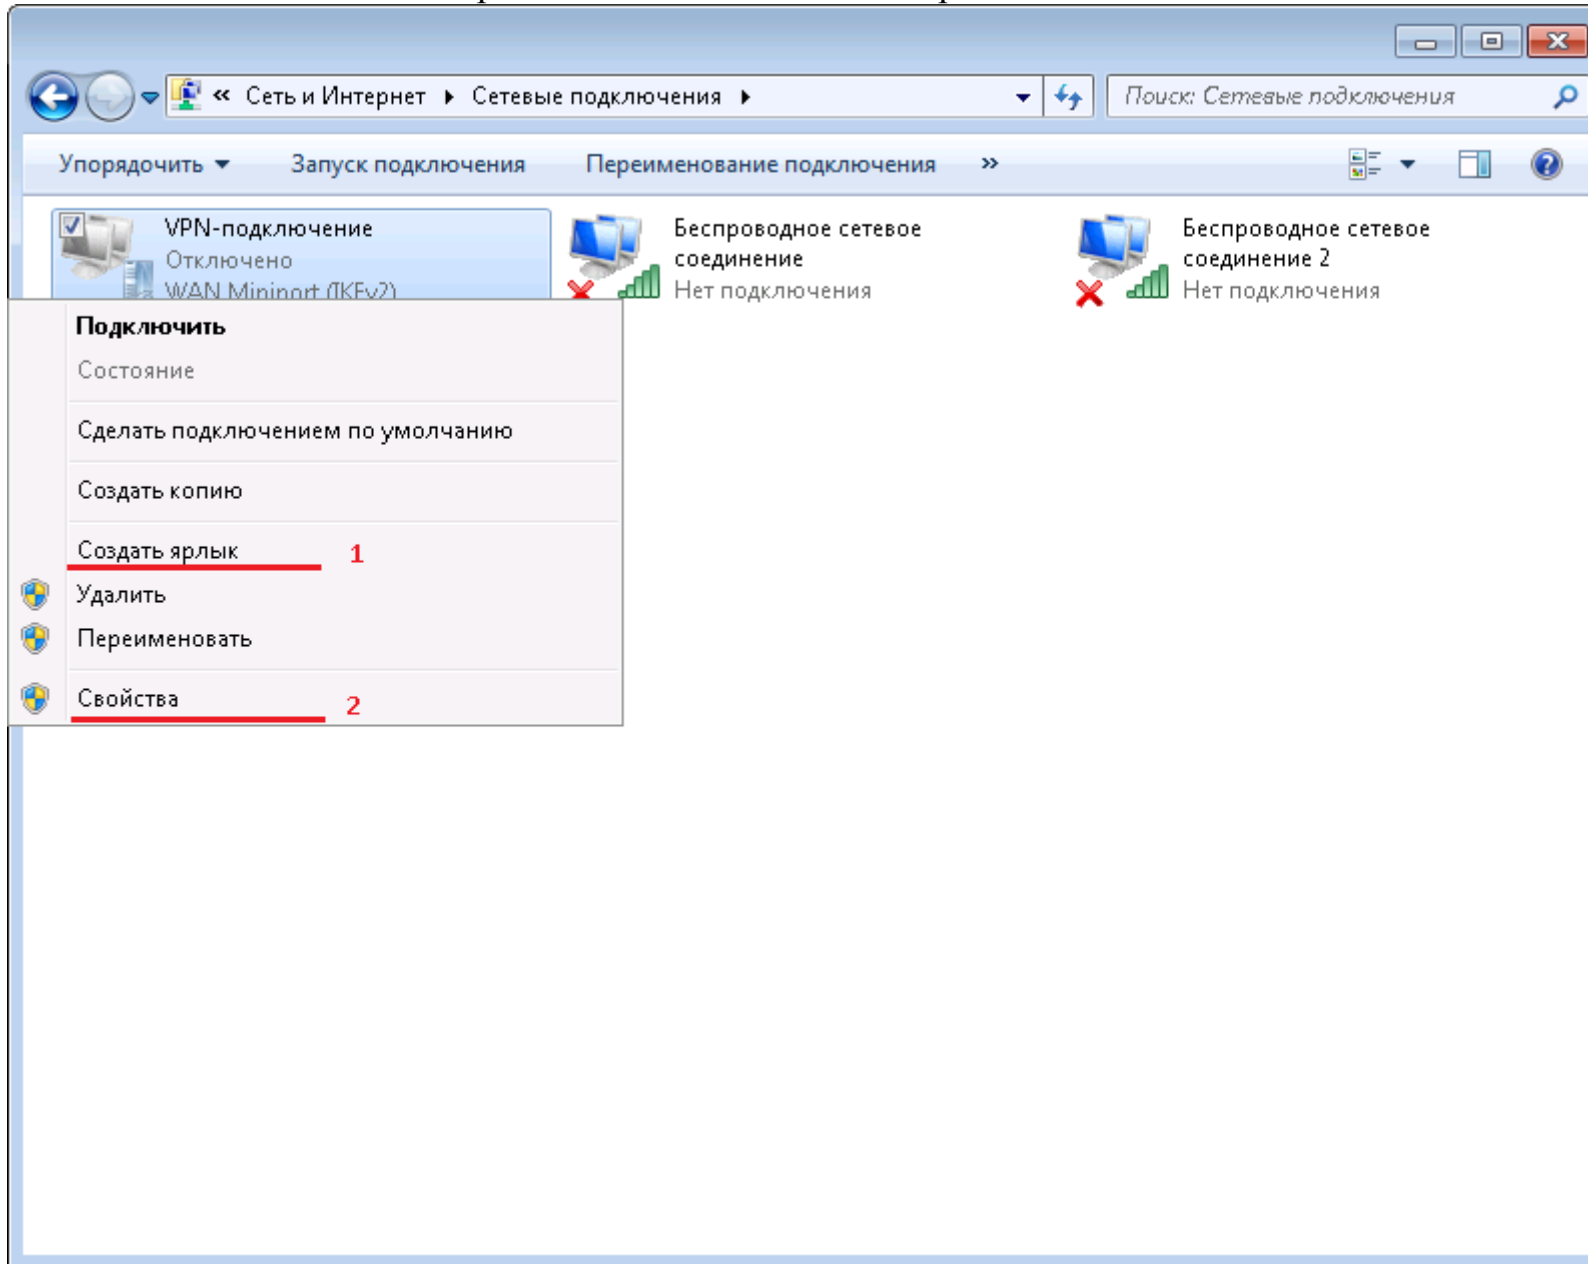 « Сеть и Интернет ▸ Сетевые подключения ▸
Поиск: Сетевые подключения
Упорядочить ▾ Запуск подключения Переименование подключения »
VPN-подключение
Отключено
WAN Miniport (IKEv2)
Беспроводное сетевое
соединение
Нет подключения
Беспроводное сетевое
соединение 2
Нет подключения
Подключить
Состояние
Сделать подключением по умолчанию
Создать копию
Создать ярлык 1
Удалить
Переименовать
Свойства 2